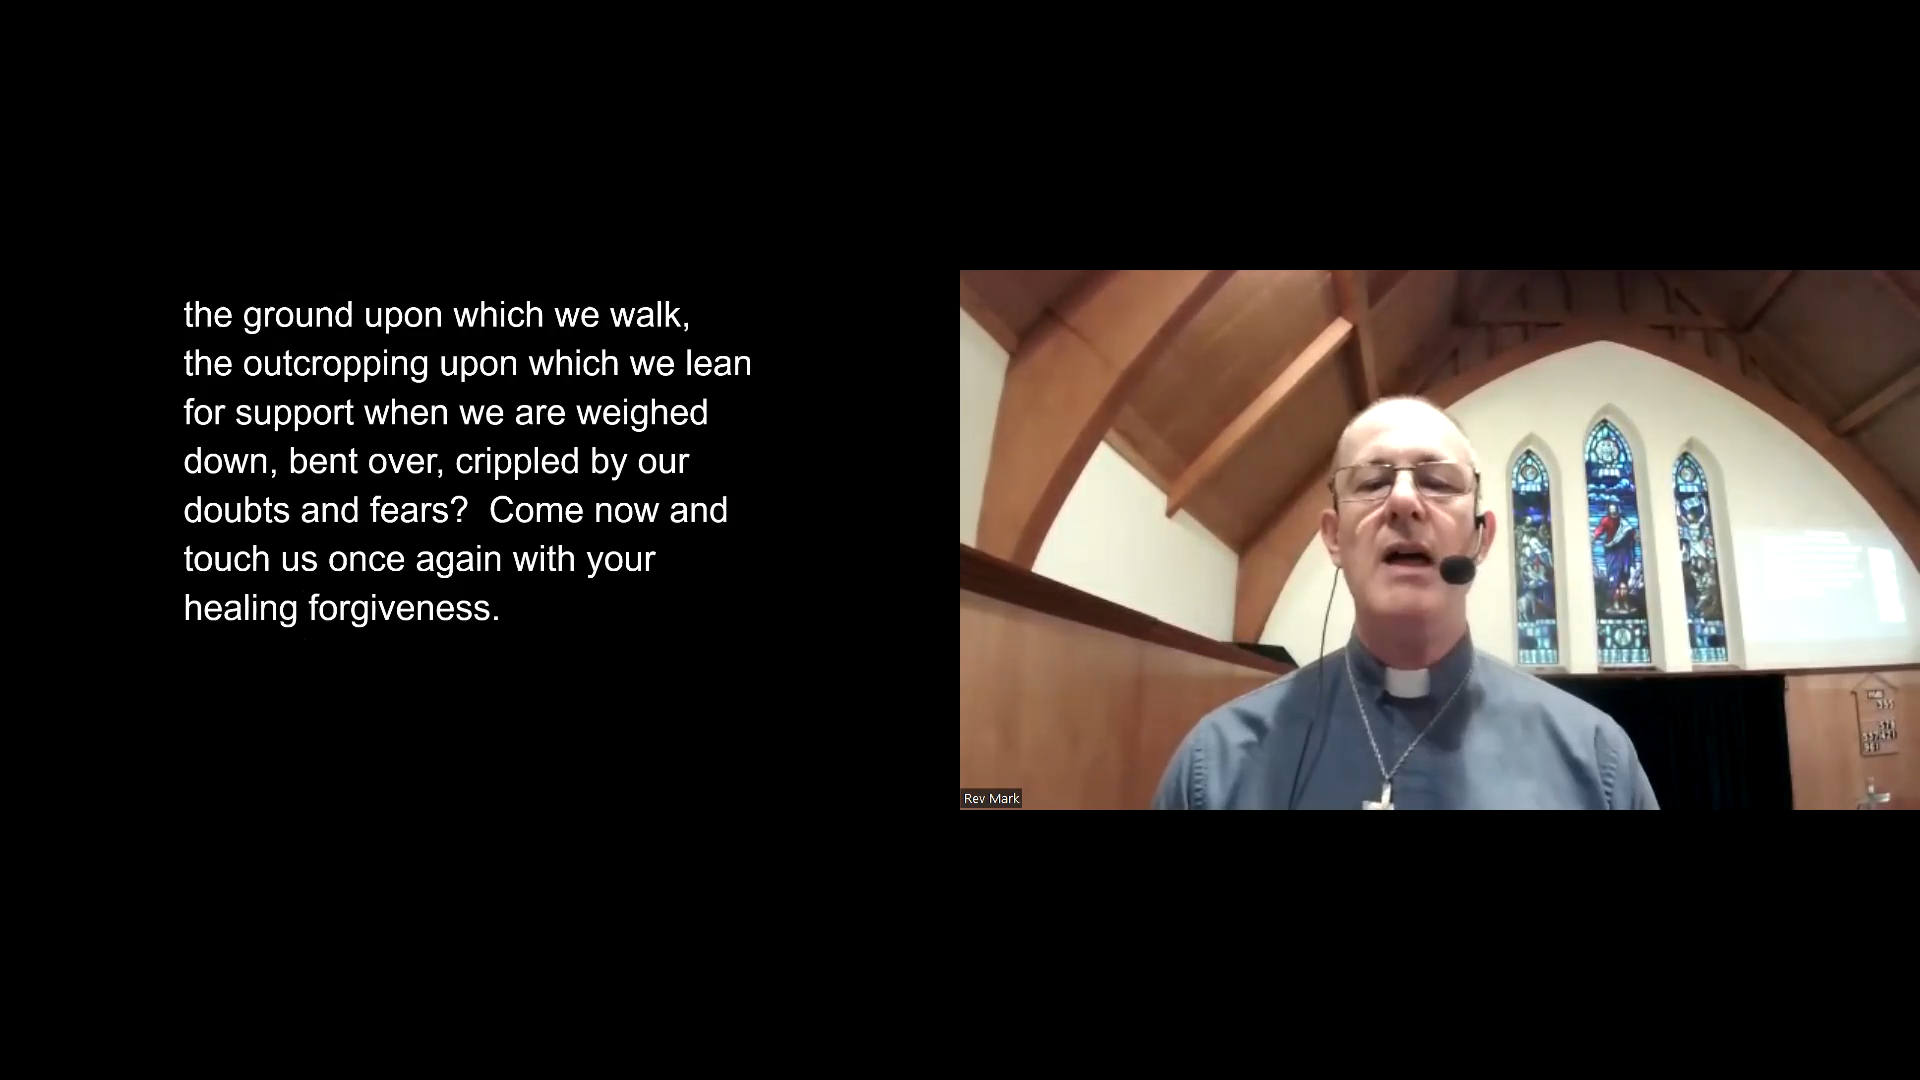 the ground upon which we walk,
the outcropping upon which we lean
for support when we are weighed
down, bent over, crippled by our
doubts and fears?  Come now and
touch us once again with your
healing forgiveness.
Rev Mark